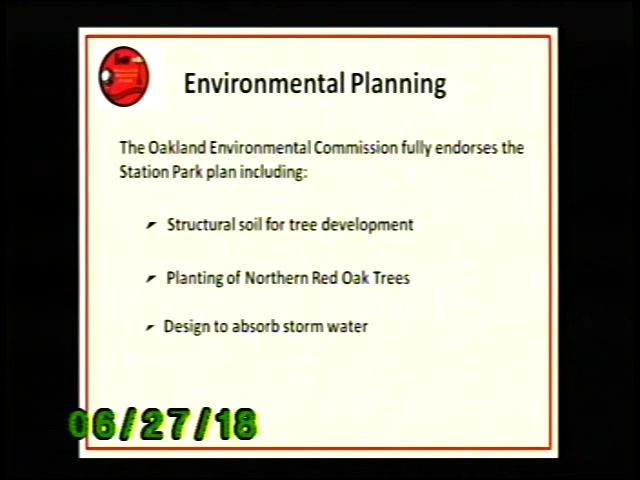 Environmental Planning
The Oakland Environmental Commission fully endorses the
Station Park plan including:
Structural soil for tree development
Planting of Northern Red Oak Trees
Design to absorb storm water
06/27/18